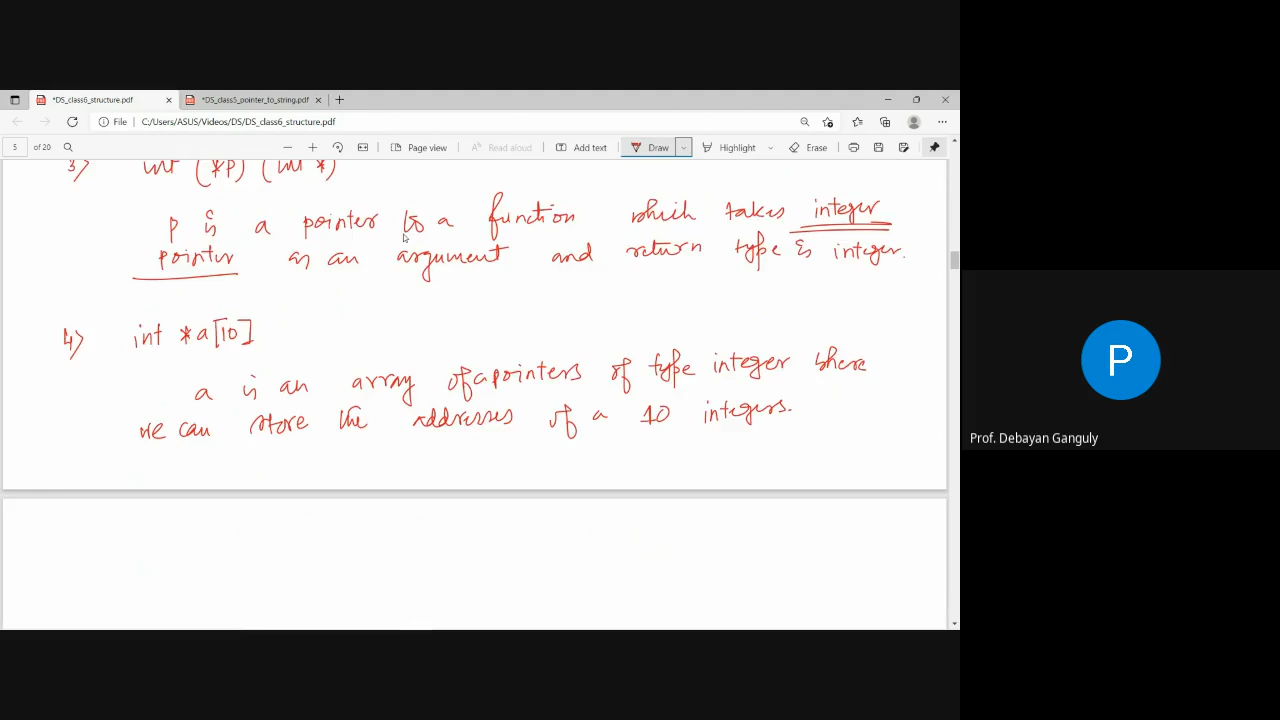 *DS_class6_structure.pdf
*DS_class5_pointer_to_string.pdf
File C:/Users/ASUS/Videos/DS/DS_class6_structure.pdf
5 of 20 Page view Read aloud Add text Draw Highlight Erase
3) int (*p) (int *)
p is a pointer to a function which takes integer
pointer as an argument and return type is integer.
4) int *a[10]
a is an array of a pointers of type integer where
we can store the addresses of a 10 integers.
P
Prof. Debayan Ganguly